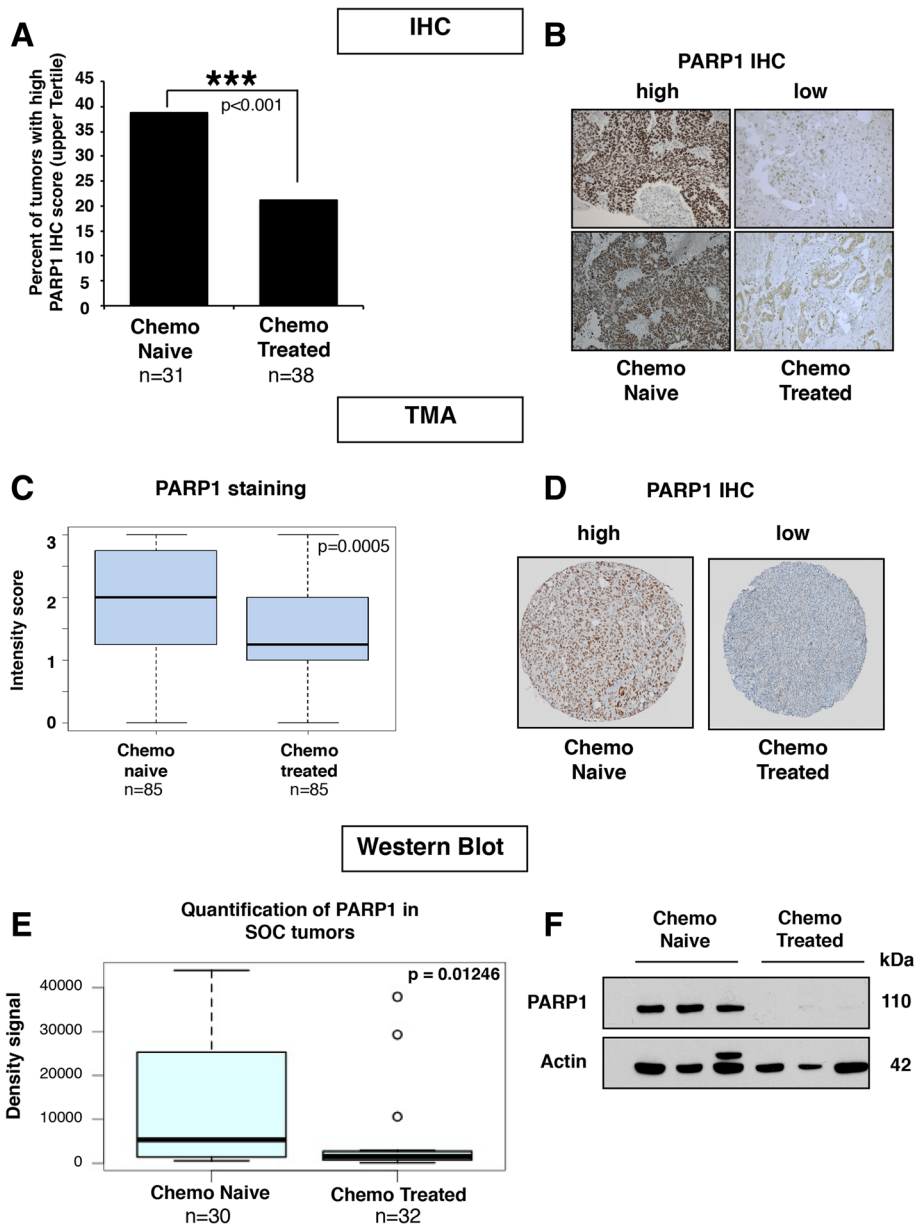 IHC
A
Percent of tumors with high
PARP1 IHC score (upper Tertile)
45
40
35
30
25
20
15
10
5
0
***
p<0.001
Chemo
Naive
n=31
Chemo
Treated
n=38
B
PARP1 IHC
high
low
Chemo
Naive
Chemo
Treated
TMA
C
PARP1 staining
Intensity score
3
2
1
0
p=0.0005
Chemo
naive
n=85
Chemo
treated
n=85
D
PARP1 IHC
high
low
Chemo
Naive
Chemo
Treated
Western Blot
E
Quantification of PARP1 in
SOC tumors
Density signal
40000
30000
20000
10000
0
p = 0.01246
Chemo Naive
n=30
Chemo Treated
n=32
F
Chemo
Naive
Chemo
Treated
kDa
PARP1
110
Actin
42